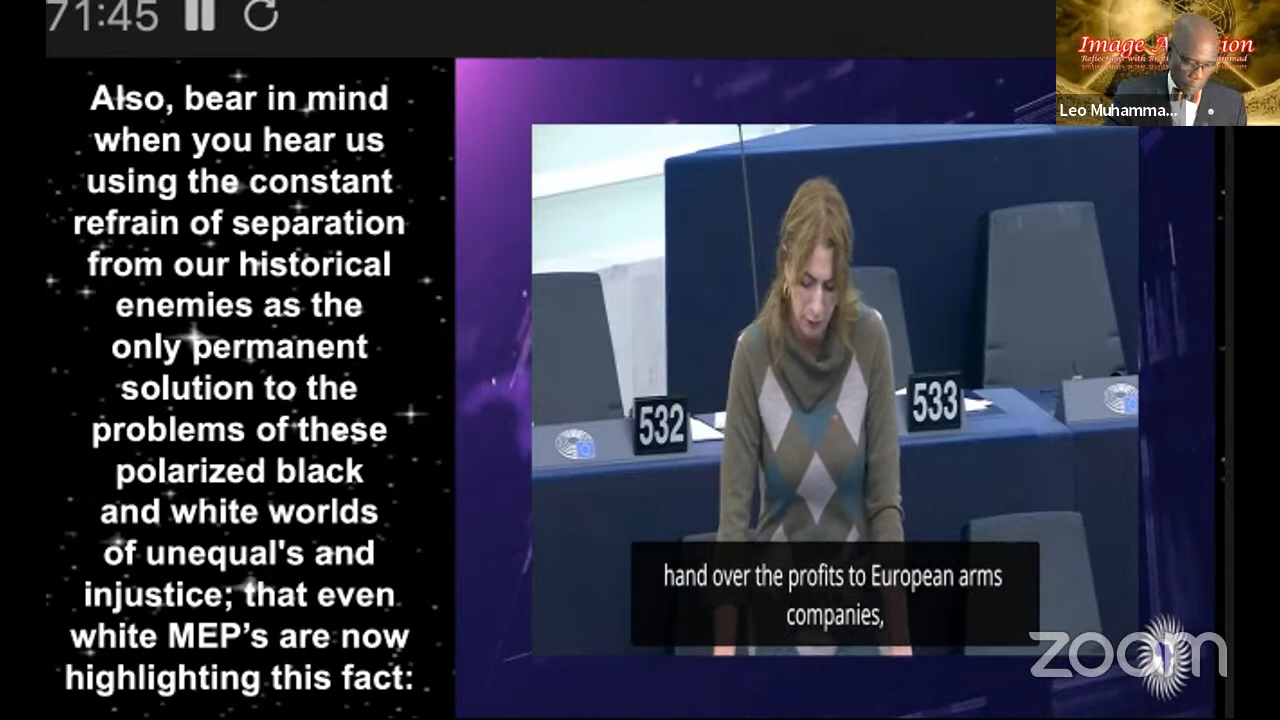 71:45
Leo Muhamma...
Also, bear in mind
when you hear us
using the constant
refrain of separation
from our historical
enemies as the
only permanent
solution to the
problems of these
polarized black
and white worlds
of unequal's and
injustice; that even
white MEP’s are now
highlighting this fact:
532
533
hand over the profits to European arms
companies,
zoom